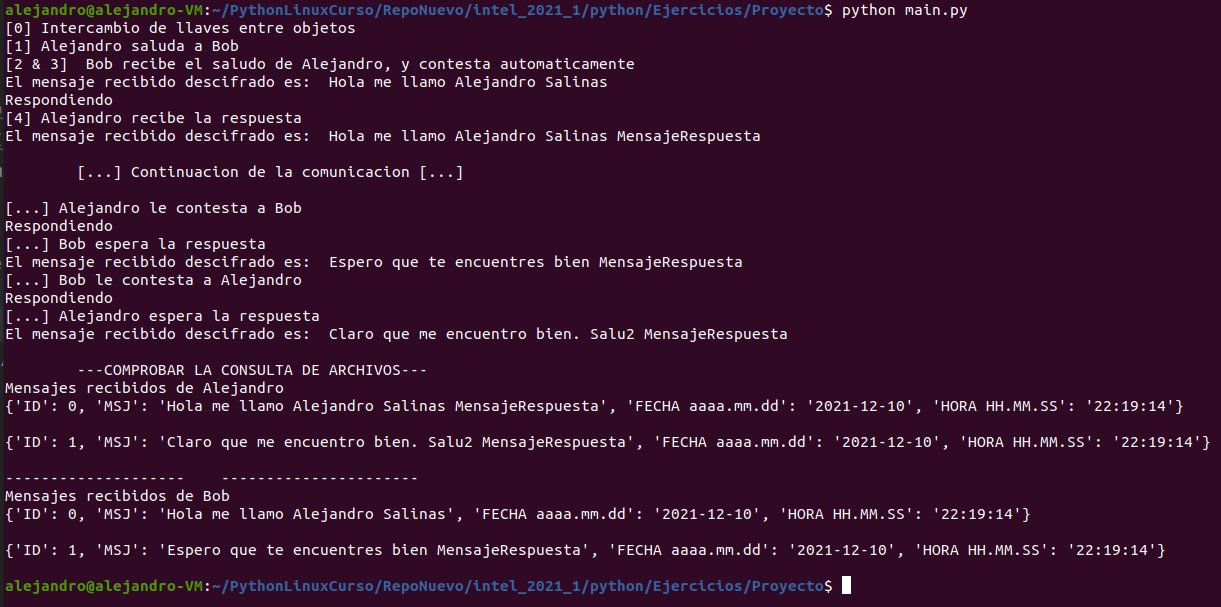 alejandro@alejandro-VM:~/PythonLinuxCurso/RepoNuevo/intel_2021_1/python/Ejercicios/Proyecto$ python main.py
[0] Intercambio de llaves entre objetos
[1] Alejandro saluda a Bob
[2 & 3]  Bob recibe el saludo de Alejandro, y contesta automaticamente
El mensaje recibido descifrado es:  Hola me llamo Alejandro Salinas
Respondiendo
[4] Alejandro recibe la respuesta
El mensaje recibido descifrado es:  Hola me llamo Alejandro Salinas MensajeRespuesta
[...] Continuacion de la comunicacion [...]
[...] Alejandro le contesta a Bob
Respondiendo
[...] Bob espera la respuesta
El mensaje recibido descifrado es:  Espero que te encuentres bien MensajeRespuesta
[...] Bob le contesta a Alejandro
Respondiendo
[...] Alejandro espera la respuesta
El mensaje recibido descifrado es:  Claro que me encuentro bien. Salu2 MensajeRespuesta
---COMPROBAR LA CONSULTA DE ARCHIVOS---
Mensajes recibidos de Alejandro
{'ID': 0, 'MSJ': 'Hola me llamo Alejandro Salinas MensajeRespuesta', 'FECHA aaaa.mm.dd': '2021-12-10', 'HORA HH.MM.SS': '22:19:14'}
{'ID': 1, 'MSJ': 'Claro que me encuentro bien. Salu2 MensajeRespuesta', 'FECHA aaaa.mm.dd': '2021-12-10', 'HORA HH.MM.SS': '22:19:14'}
--------------------    ----------------------
Mensajes recibidos de Bob
{'ID': 0, 'MSJ': 'Hola me llamo Alejandro Salinas', 'FECHA aaaa.mm.dd': '2021-12-10', 'HORA HH.MM.SS': '22:19:14'}
{'ID': 1, 'MSJ': 'Espero que te encuentres bien MensajeRespuesta', 'FECHA aaaa.mm.dd': '2021-12-10', 'HORA HH.MM.SS': '22:19:14'}
alejandro@alejandro-VM:~/PythonLinuxCurso/RepoNuevo/intel_2021_1/python/Ejercicios/Proyecto$